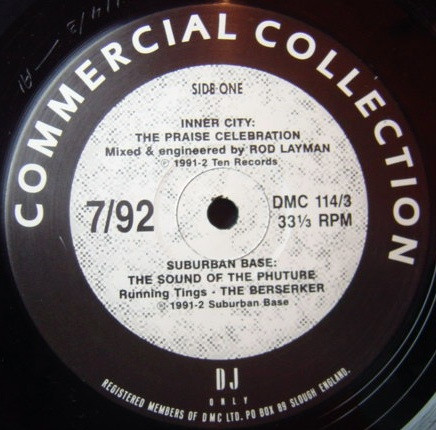 COMMERCIAL COLLECTION
SIDE ONE
INNER CITY:
THE PRAISE CELEBRATION
Mixed & engineered by ROD LAYMAN
℗ 1991-2 Ten Records
7/92
DMC 114/3
33⅓ RPM
SUBURBAN BASE:
THE SOUND OF THE PHUTURE
Running Tings - THE BERSERKER
℗ 1991-2 Suburban Base
DJ
ONLY
REGISTERED MEMBERS OF DMC LTD. PO BOX 89 SLOUGH ENGLAND.